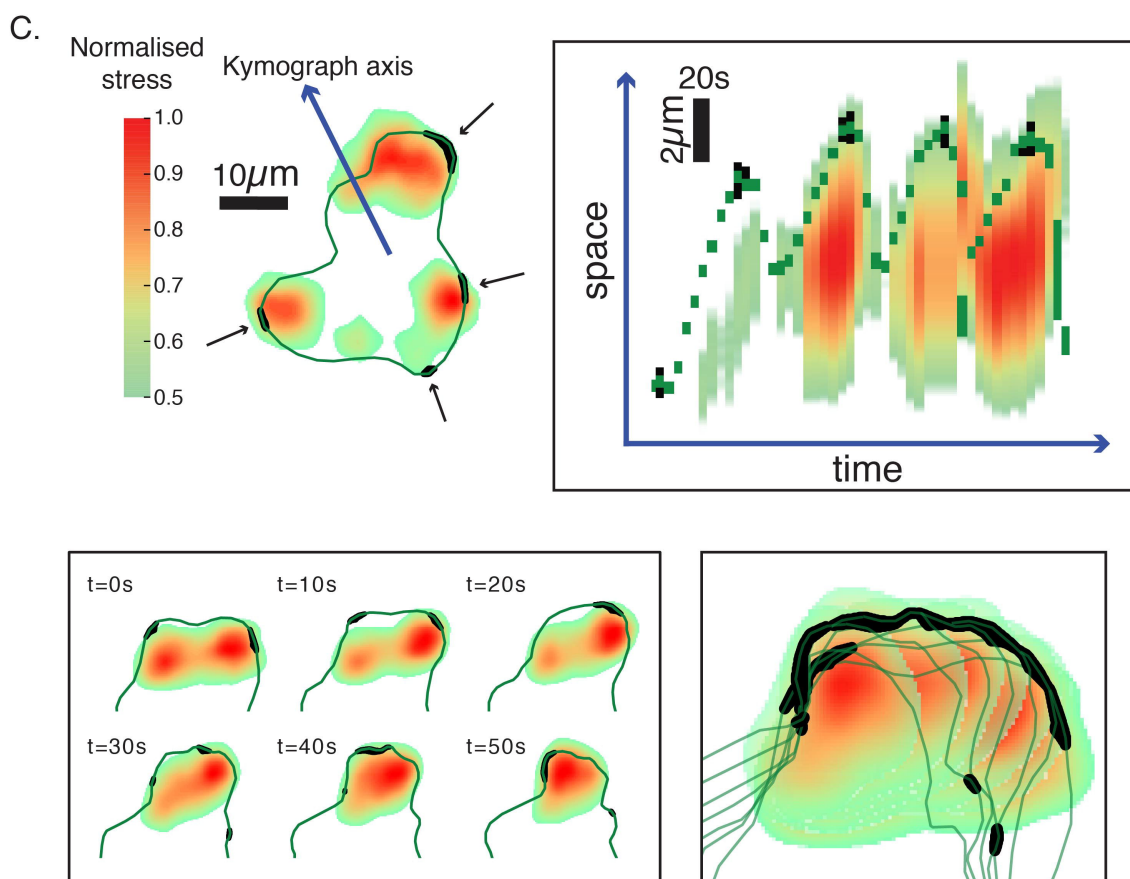 C.
Normalised
stress
Kymograph axis
1.0
0.9
0.8
0.7
0.6
0.5
10µm
20s
2µm
space
time
t=0s
t=10s
t=20s
t=30s
t=40s
t=50s